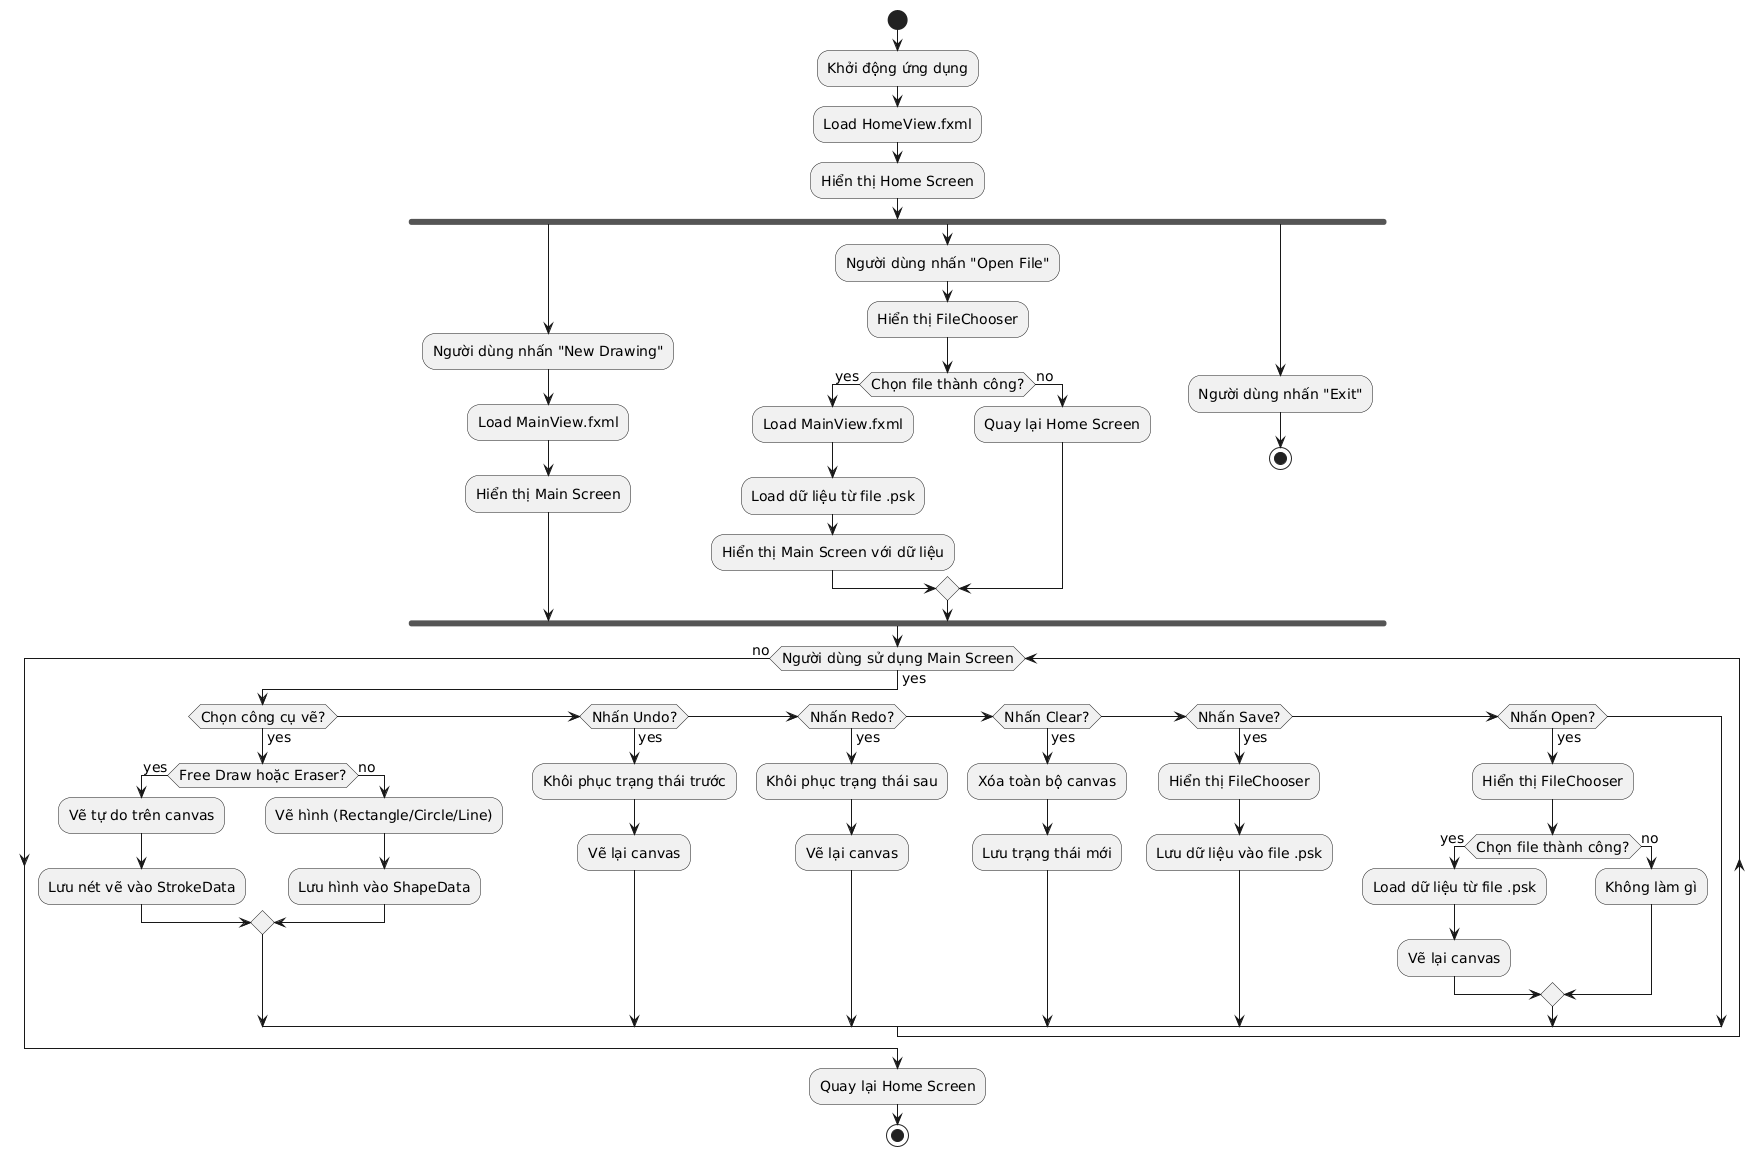 Khởi động ứng dụng
Load HomeView.fxml
Hiển thị Home Screen
Người dùng nhấn "New Drawing"
Load MainView.fxml
Hiển thị Main Screen
Người dùng nhấn "Open File"
Hiển thị FileChooser
Chọn file thành công?
yes
no
Load MainView.fxml
Load dữ liệu từ file .psk
Hiển thị Main Screen với dữ liệu
Quay lại Home Screen
Người dùng nhấn "Exit"
Người dùng sử dụng Main Screen
no
yes
Chọn công cụ vẽ?
yes
Free Draw hoặc Eraser?
yes
no
Vẽ tự do trên canvas
Lưu nét vẽ vào StrokeData
Vẽ hình (Rectangle/Circle/Line)
Lưu hình vào ShapeData
Nhấn Undo?
yes
Khôi phục trạng thái trước
Vẽ lại canvas
Nhấn Redo?
yes
Khôi phục trạng thái sau
Vẽ lại canvas
Nhấn Clear?
yes
Xóa toàn bộ canvas
Lưu trạng thái mới
Nhấn Save?
yes
Hiển thị FileChooser
Lưu dữ liệu vào file .psk
Nhấn Open?
yes
Hiển thị FileChooser
Chọn file thành công?
yes
no
Load dữ liệu từ file .psk
Vẽ lại canvas
Không làm gì
Quay lại Home Screen